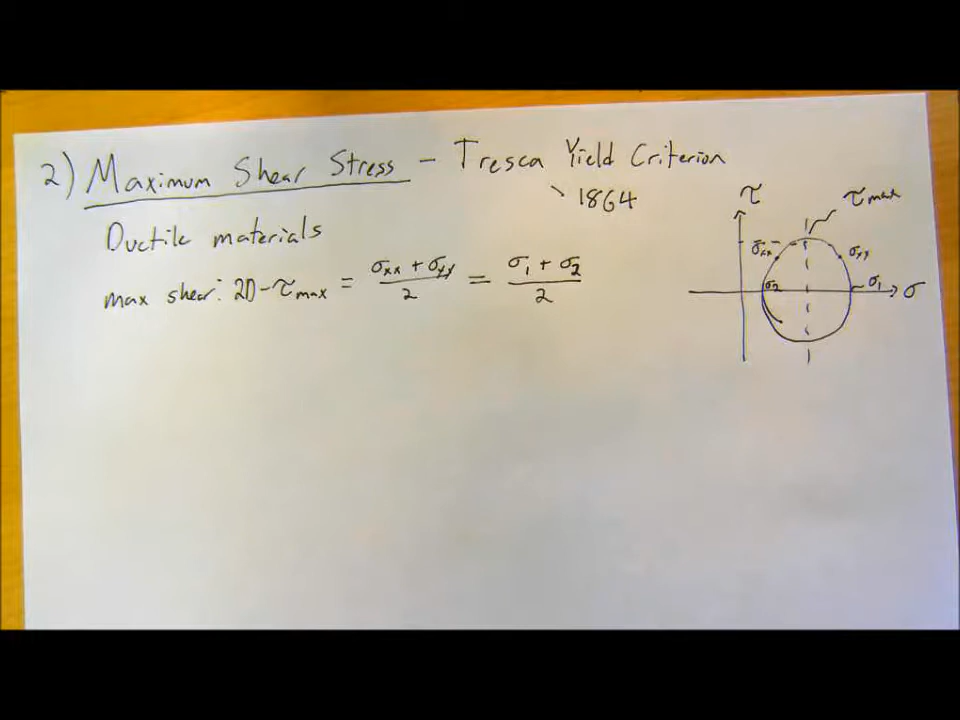 2) Maximum Shear Stress - Tresca Yield Criterion
1864
Ductile materials
max shear: 2D - τmax = (σxx + σyy)/2 = (σ1 + σ2)/2
τ
τmax
σxx
σyy
σ2
σ1
σ